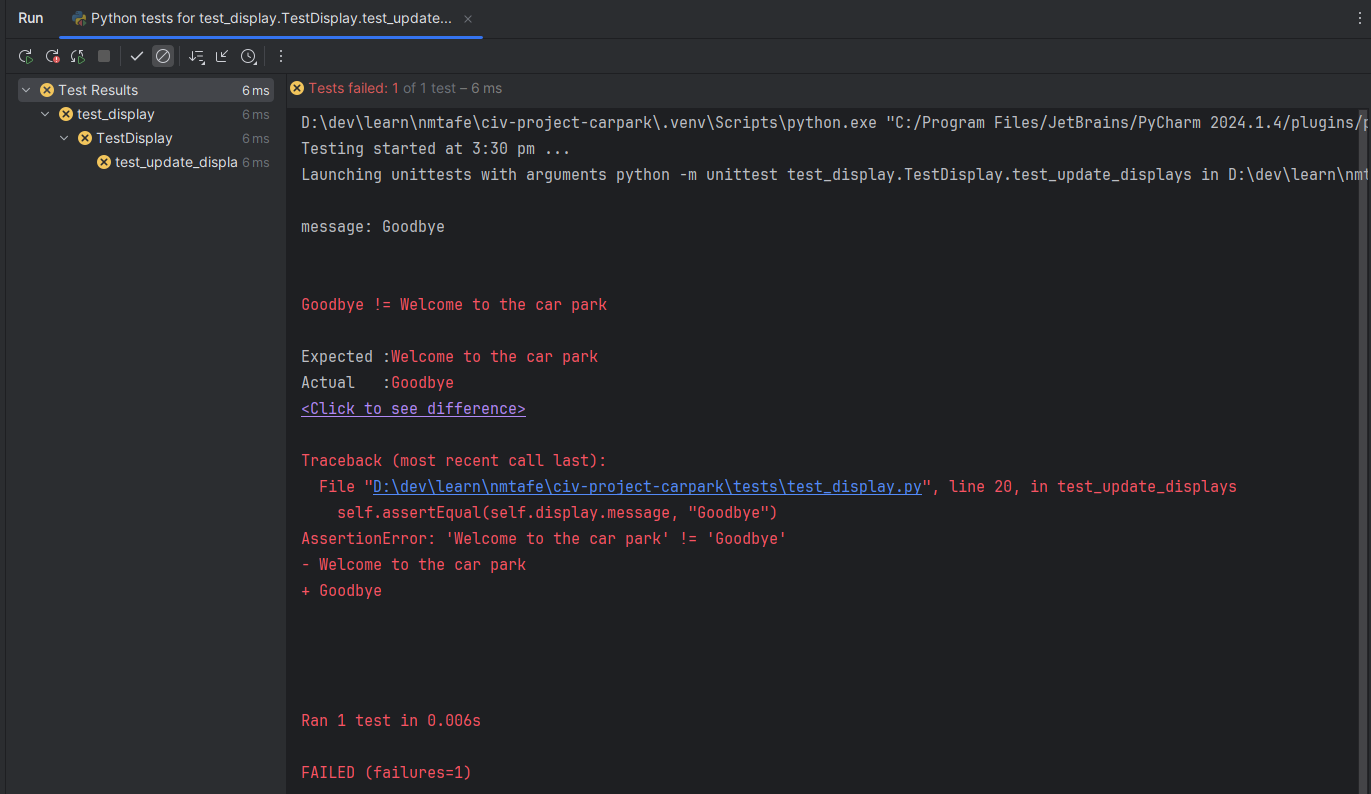 Run
Python tests for test_display.TestDisplay.test_update...
Test Results 6 ms
test_display 6 ms
TestDisplay 6 ms
test_update_displa 6 ms
Tests failed: 1 of 1 test – 6 ms
D:\dev\learn\nmtafe\civ-project-carpark\.venv\Scripts\python.exe "C:/Program Files/JetBrains/PyCharm 2024.1.4/plugins/p
Testing started at 3:30 pm ...
Launching unittests with arguments python -m unittest test_display.TestDisplay.test_update_displays in D:\dev\learn\nmt
message: Goodbye
Goodbye != Welcome to the car park
Expected :Welcome to the car park
Actual   :Goodbye
<Click to see difference>
Traceback (most recent call last):
  File "D:\dev\learn\nmtafe\civ-project-carpark\tests\test_display.py", line 20, in test_update_displays
    self.assertEqual(self.display.message, "Goodbye")
AssertionError: 'Welcome to the car park' != 'Goodbye'
- Welcome to the car park
+ Goodbye
Ran 1 test in 0.006s
FAILED (failures=1)